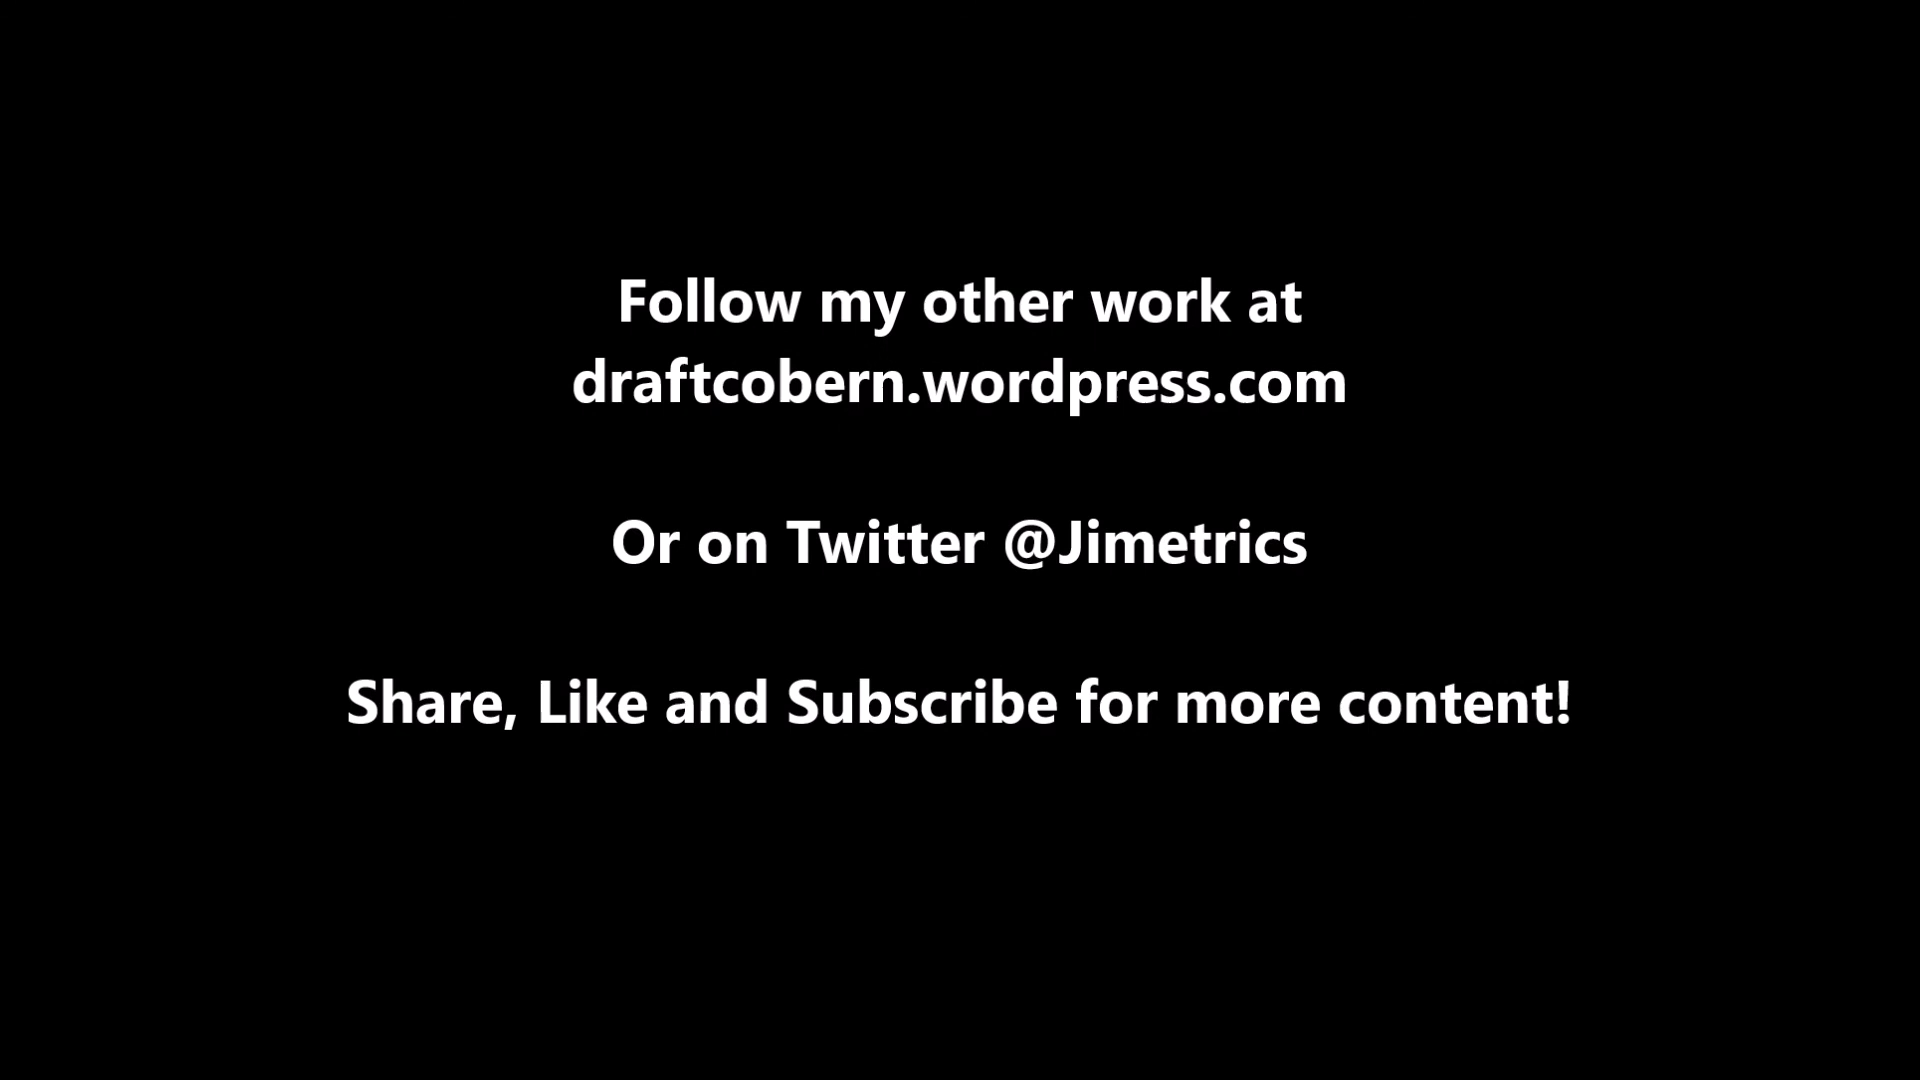 Follow my other work at
draftcobern.wordpress.com
Or on Twitter @Jimetrics
Share, Like and Subscribe for more content!